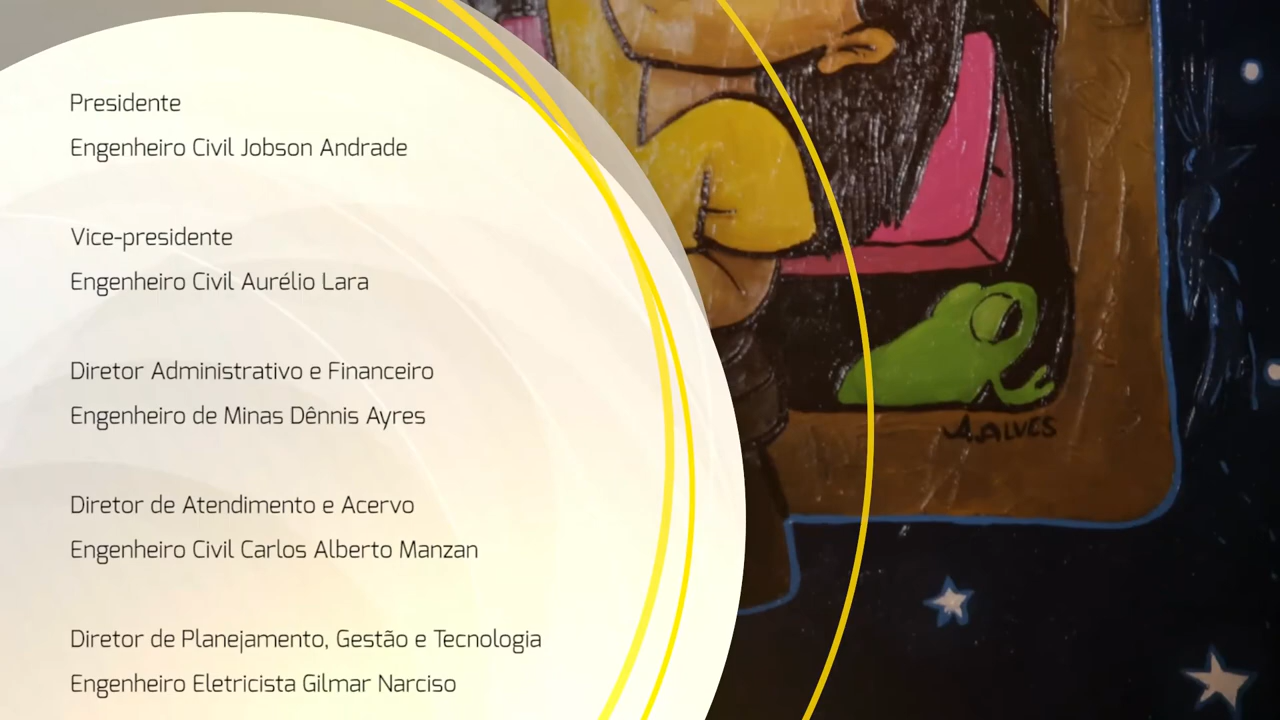 Presidente
Engenheiro Civil Jobson Andrade
Vice-presidente
Engenheiro Civil Aurélio Lara
Diretor Administrativo e Financeiro
Engenheiro de Minas Dênnis Ayres
Diretor de Atendimento e Acervo
Engenheiro Civil Carlos Alberto Manzan
Diretor de Planejamento, Gestão e Tecnologia
Engenheiro Eletricista Gilmar Narciso
A.ALVES